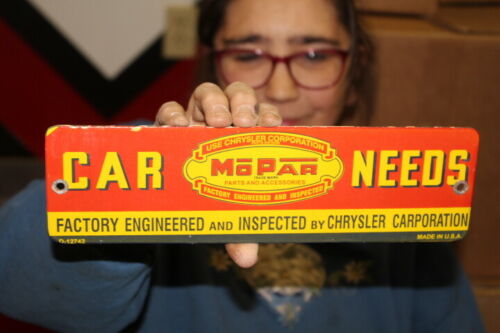 USE CHRYSLER CORPORATION
CAR MOPAR NEEDS
TRADE MARK
PARTS AND ACCESSORIES
FACTORY ENGINEERED AND INSPECTED
FACTORY ENGINEERED AND INSPECTED BY CHRYSLER CARPORATION
D-12742 MADE IN U.S.A.